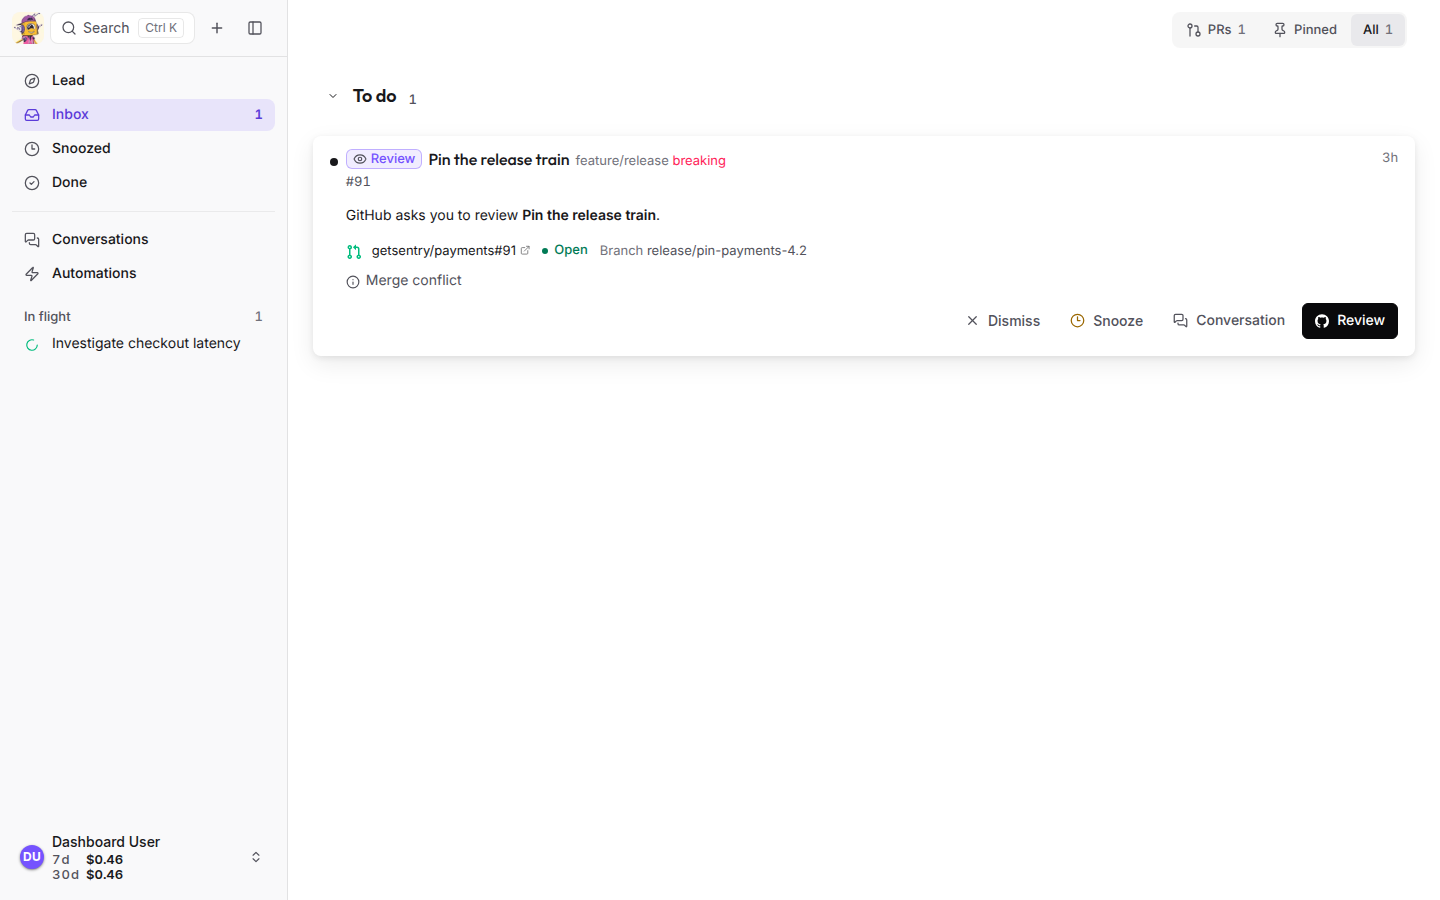 Search Ctrl K
Lead
Inbox 1
Snoozed
Done
Conversations
Automations
In flight 1
Investigate checkout latency
DU Dashboard User
7d $0.46
30d $0.46
PRs 1 Pinned All 1
To do 1
Review Pin the release train feature/release breaking 3h
#91
GitHub asks you to review Pin the release train.
getsentry/payments#91 Open Branch release/pin-payments-4.2
Merge conflict
Dismiss Snooze Conversation Review